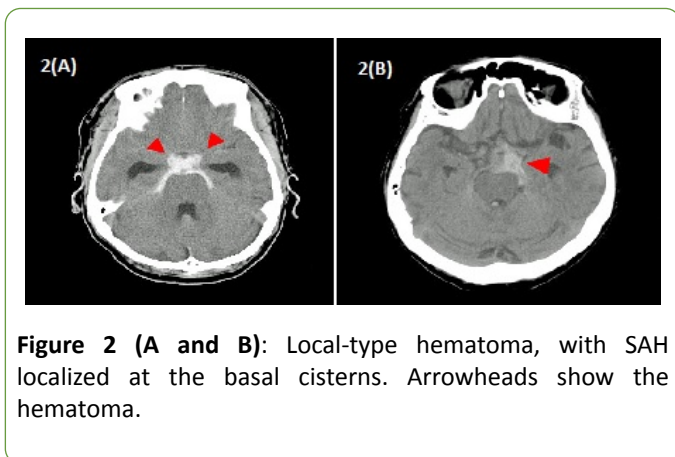 2(A) 2(B)
Figure 2 (A and B): Local-type hematoma, with SAH
localized at the basal cisterns. Arrowheads show the
hematoma.